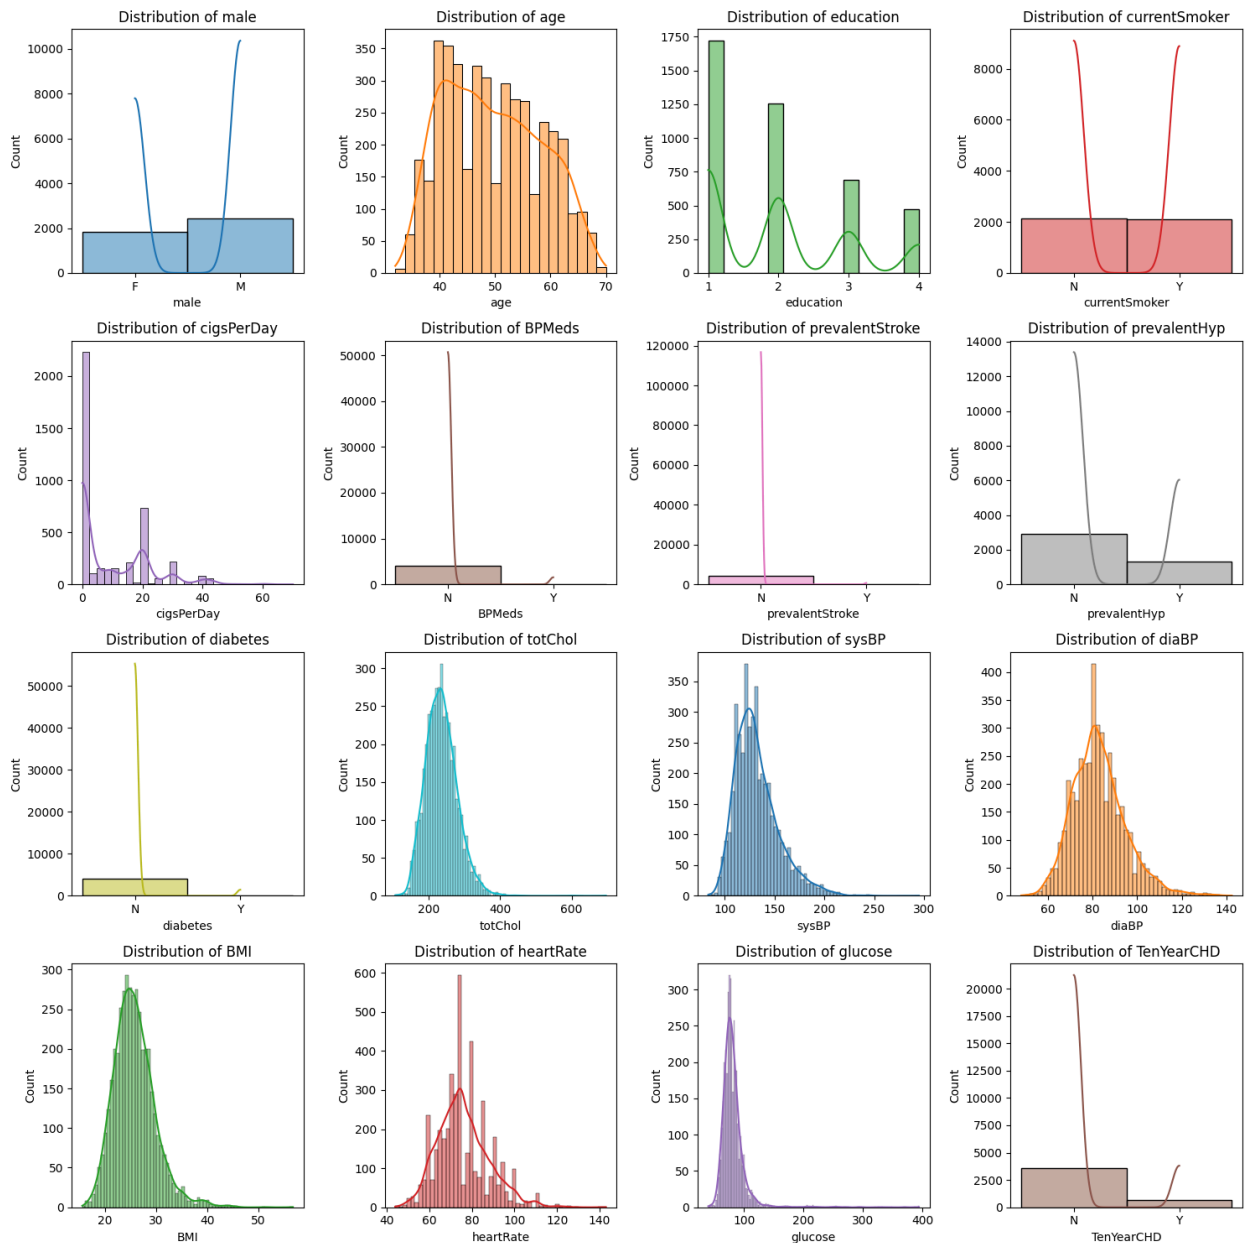 Distribution of male
Count
10000
8000
6000
4000
2000
0
F M
male
Distribution of age
Count
350
300
250
200
150
100
50
0
40 50 60 70
age
Distribution of education
Count
1750
1500
1250
1000
750
500
250
0
1 2 3 4
education
Distribution of currentSmoker
Count
8000
6000
4000
2000
0
N Y
currentSmoker
Distribution of cigsPerDay
Count
2000
1500
1000
500
0
0 20 40 60
cigsPerDay
Distribution of BPMeds
Count
50000
40000
30000
20000
10000
0
N Y
BPMeds
Distribution of prevalentStroke
Count
120000
100000
80000
60000
40000
20000
0
N Y
prevalentStroke
Distribution of prevalentHyp
Count
14000
12000
10000
8000
6000
4000
2000
0
N Y
prevalentHyp
Distribution of diabetes
Count
50000
40000
30000
20000
10000
0
N Y
diabetes
Distribution of totChol
Count
300
250
200
150
100
50
0
200 400 600
totChol
Distribution of sysBP
Count
350
300
250
200
150
100
50
0
100 150 200 250 300
sysBP
Distribution of diaBP
Count
400
350
300
250
200
150
100
50
0
60 80 100 120 140
diaBP
Distribution of BMI
Count
300
250
200
150
100
50
0
20 30 40 50
BMI
Distribution of heartRate
Count
600
500
400
300
200
100
0
40 60 80 100 120 140
heartRate
Distribution of glucose
Count
300
250
200
150
100
50
0
100 200 300 400
glucose
Distribution of TenYearCHD
Count
20000
17500
15000
12500
10000
7500
5000
2500
0
N Y
TenYearCHD